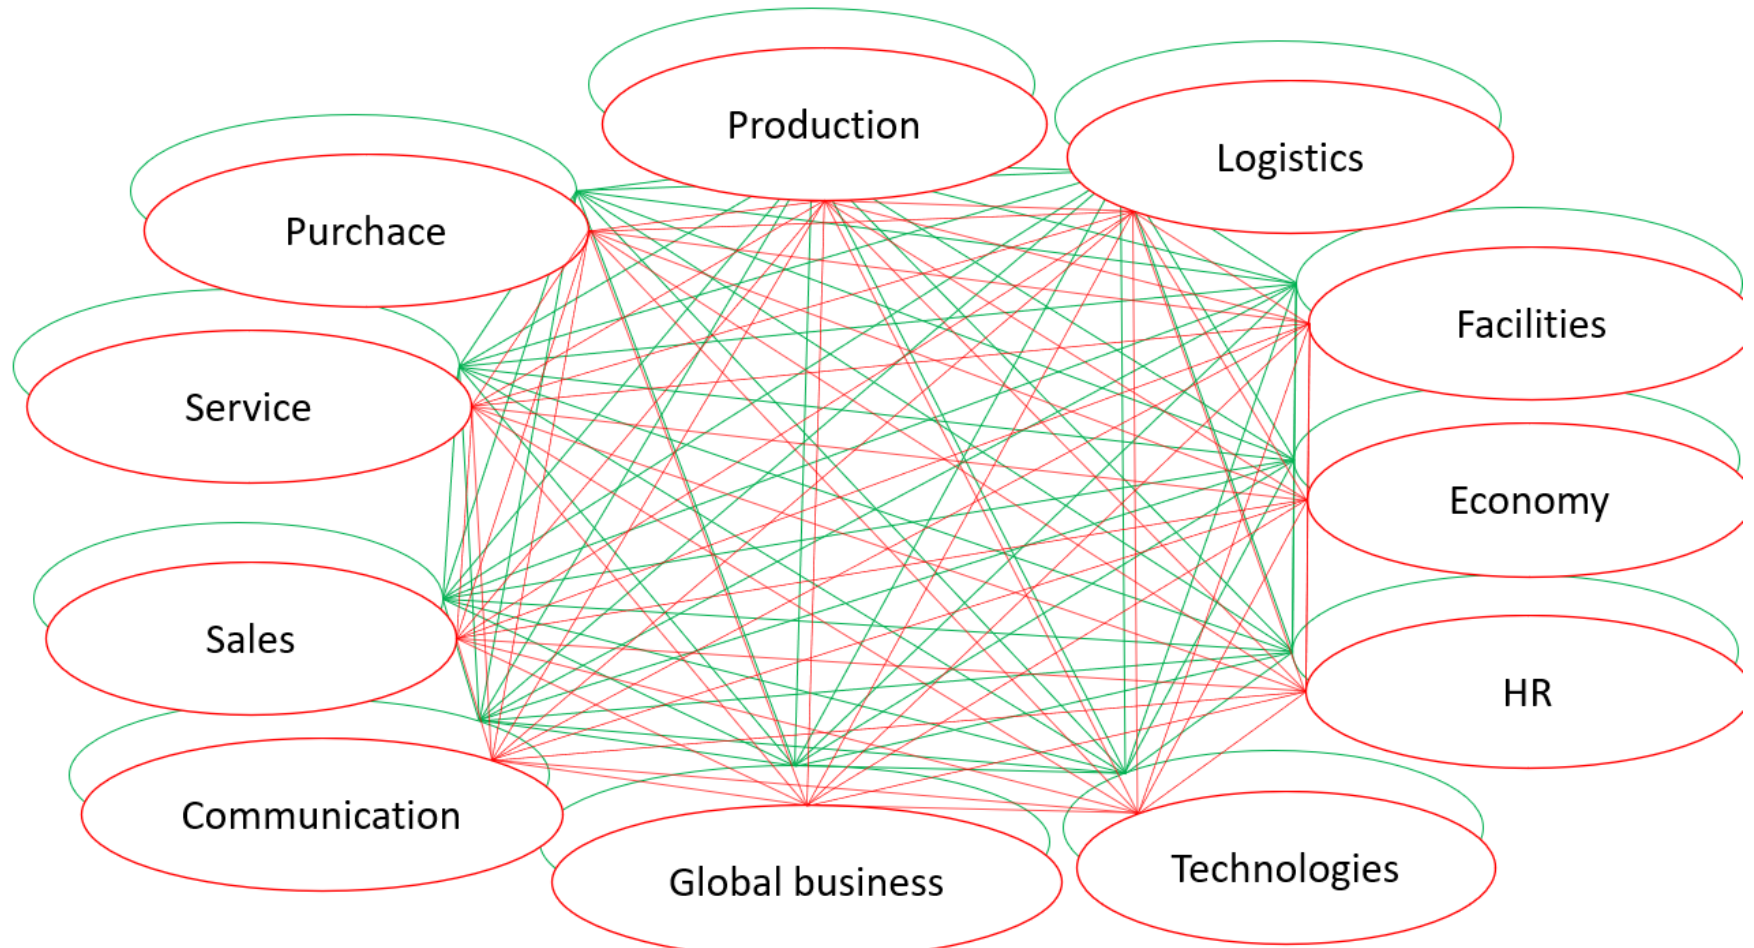 Production
Logistics
Purchace
Facilities
Service
Economy
Sales
HR
Communication
Global business
Technologies